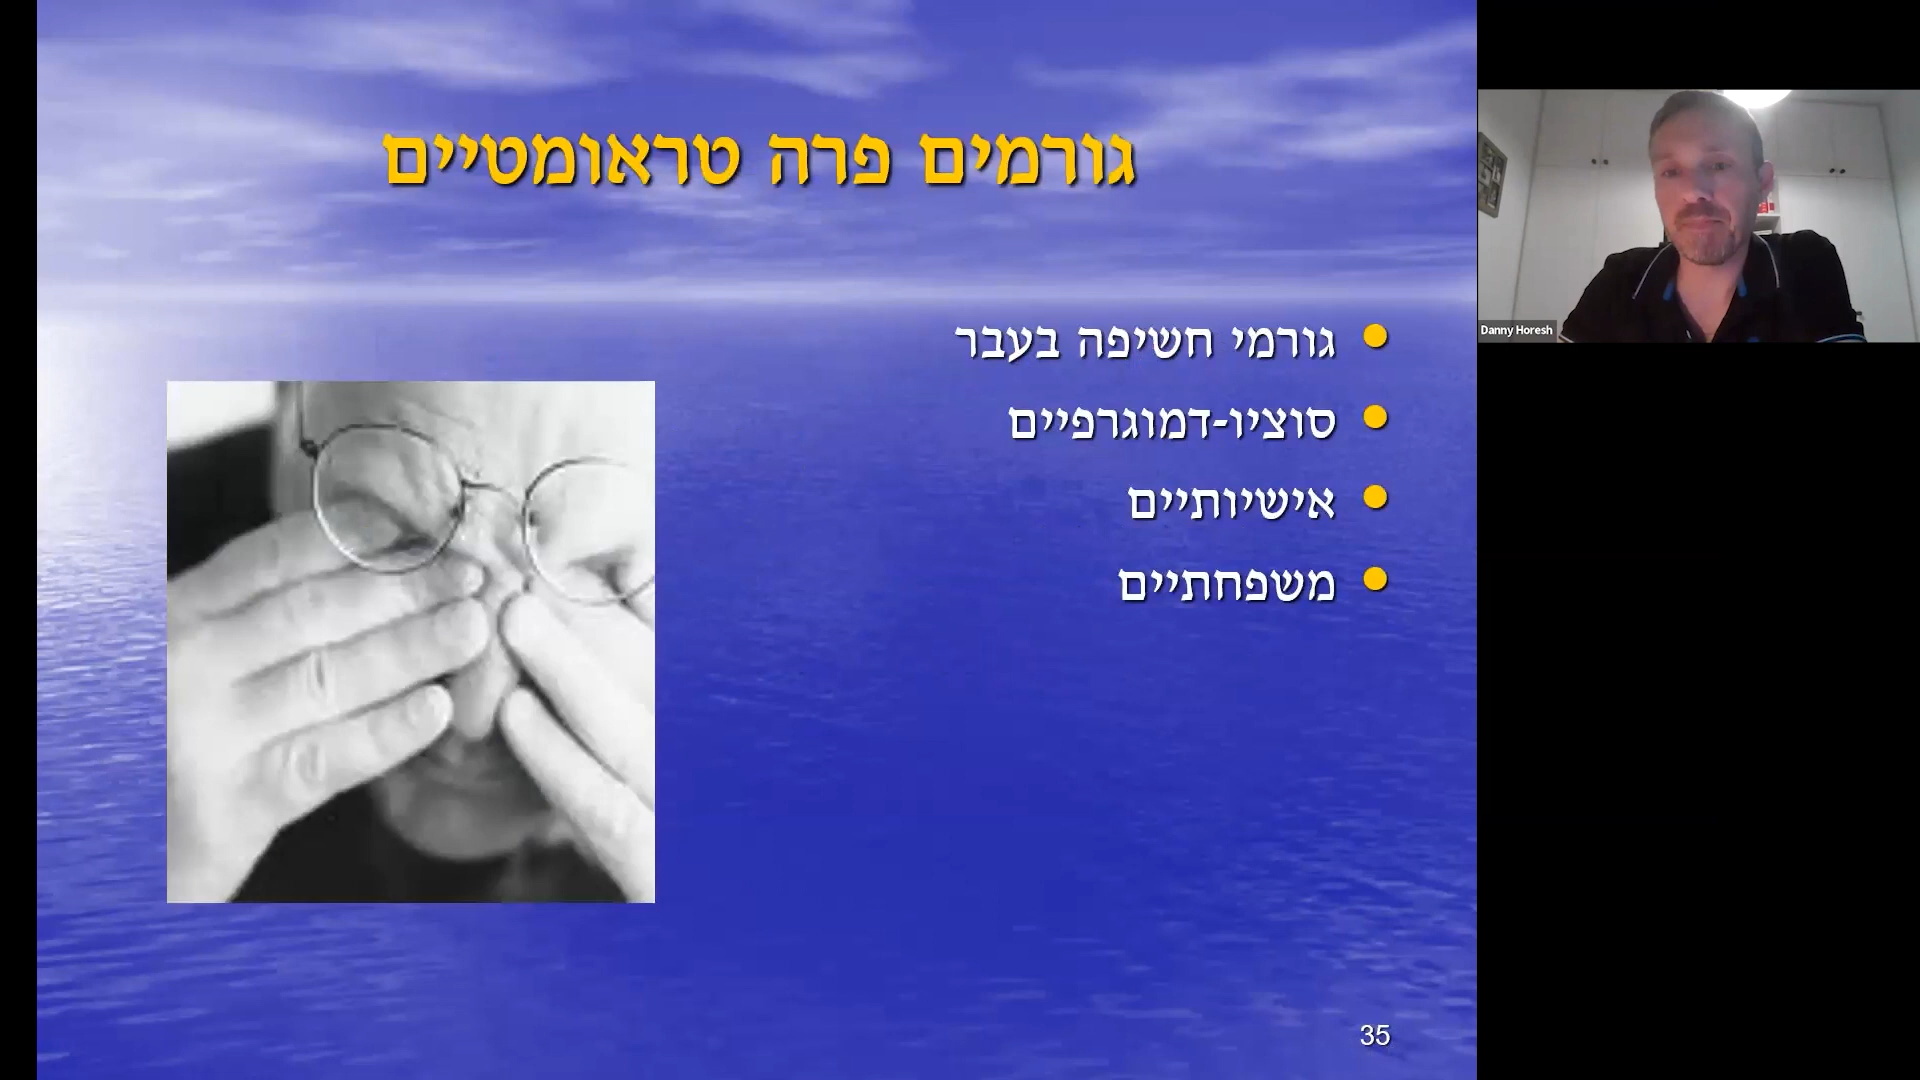 גורמים פרה טראומטיים
גורמי חשיפה בעבר
סוציו-דמוגרפיים
אישיותיים
משפחתיים
35
Danny Horesh